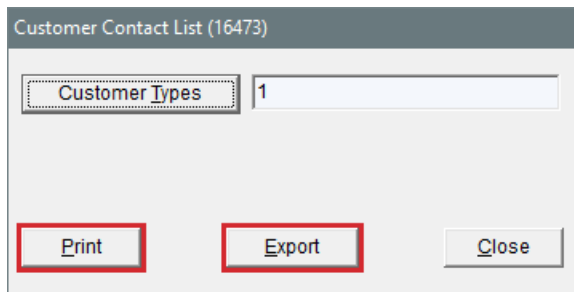 Customer Contact List (16473)
Customer Types 1
Print Export Close